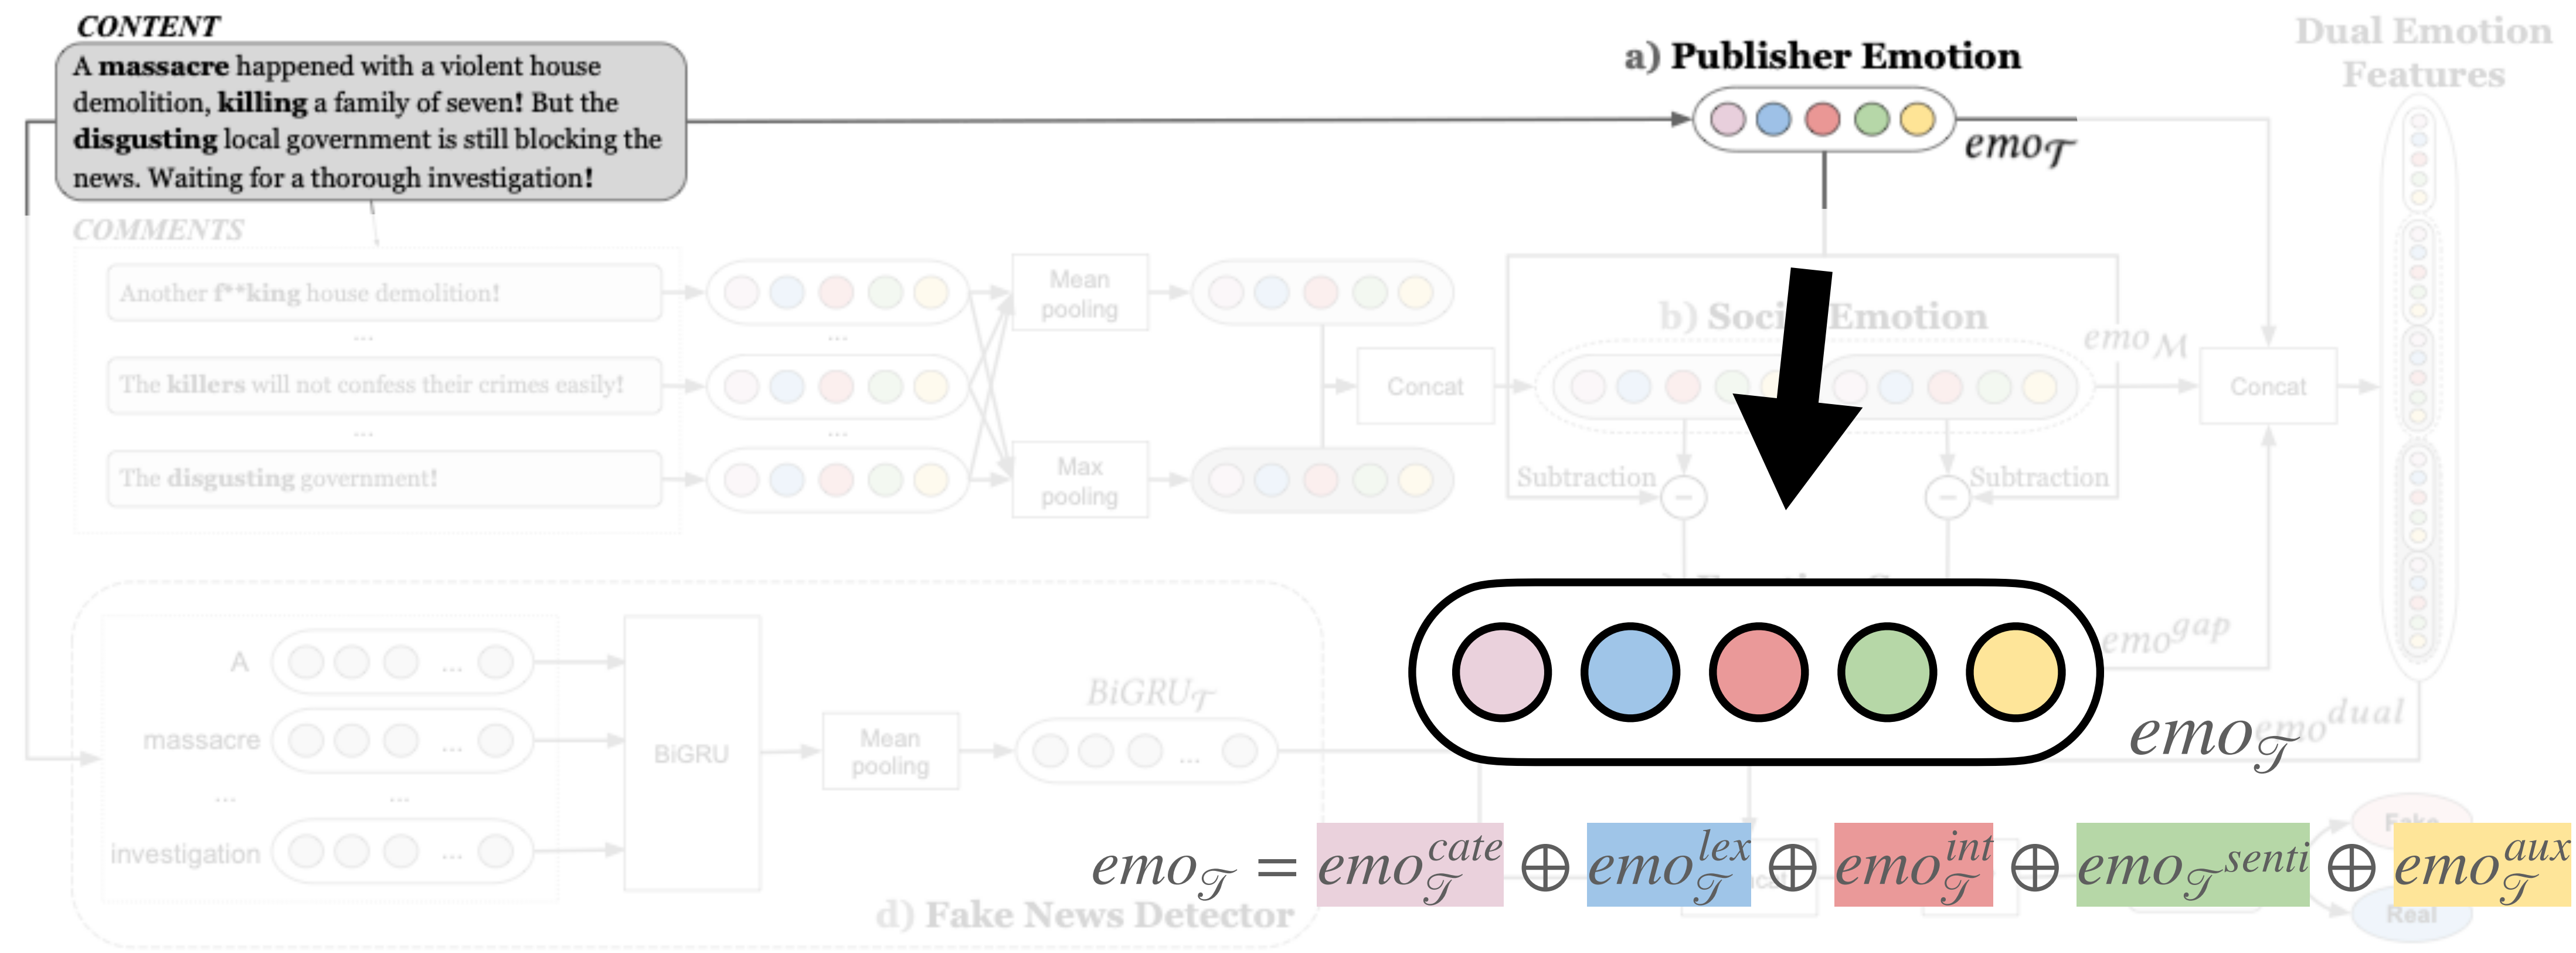 CONTENT
A massacre happened with a violent house
demolition, killing a family of seven! But the
disgusting local government is still blocking the
news. Waiting for a thorough investigation!
a) Publisher Emotion
emo𝒯
Dual Emotion
Features
COMMENTS
Another f**king house demolition!
...
The killers will not confess their crimes easily!
...
The disgusting government!
...
...
Mean
pooling
Max
pooling
Concat
b) Soci Emotion
emoℳ
Concat
Subtraction
−
−
Subtraction
emo^gap
emo^dual
A
...
massacre
...
...
...
investigation
...
BiGRU
Mean
pooling
BiGRU𝒯
...
d) Fake News Detector
emo𝒯
emo𝒯 = emo𝒯^cate ⊕ emo𝒯^lex ⊕ emo𝒯^int ⊕ emo𝒯^senti ⊕ emo𝒯^aux
Fake
Real